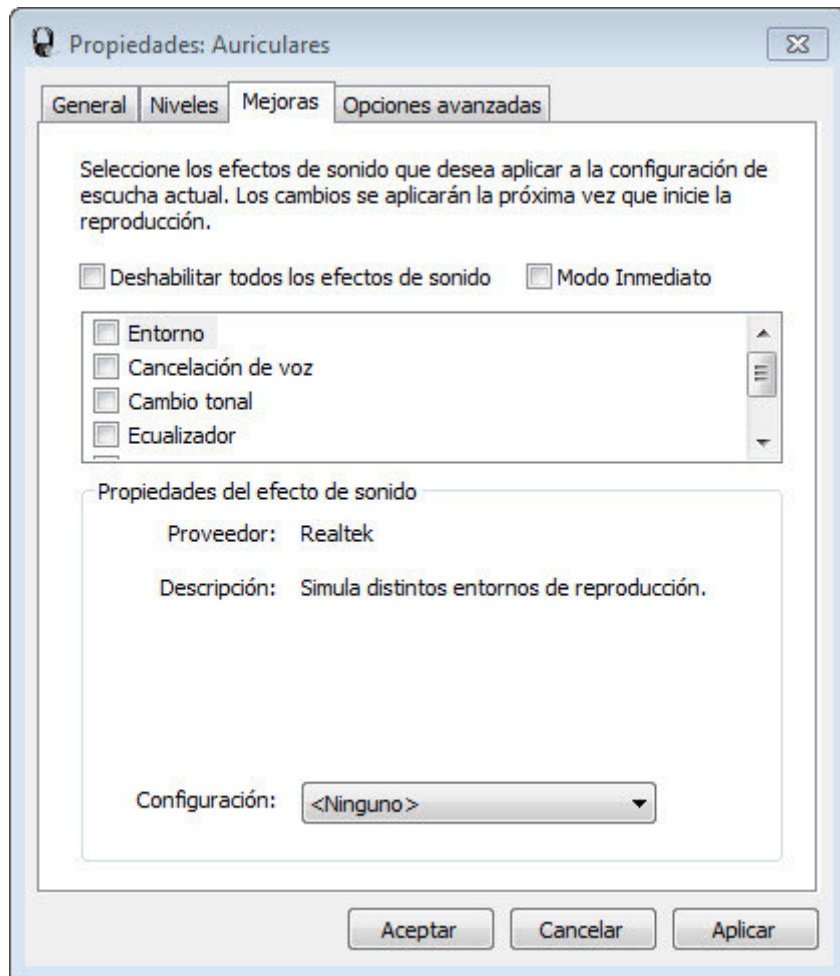 Propiedades: Auriculares
General Niveles Mejoras Opciones avanzadas
Seleccione los efectos de sonido que desea aplicar a la configuración de
escucha actual. Los cambios se aplicarán la próxima vez que inicie la
reproducción.
Deshabilitar todos los efectos de sonido Modo Inmediato
Entorno
Cancelación de voz
Cambio tonal
Ecualizador
Propiedades del efecto de sonido
Proveedor: Realtek
Descripción: Simula distintos entornos de reproducción.
Configuración: <Ninguno>
Aceptar Cancelar Aplicar